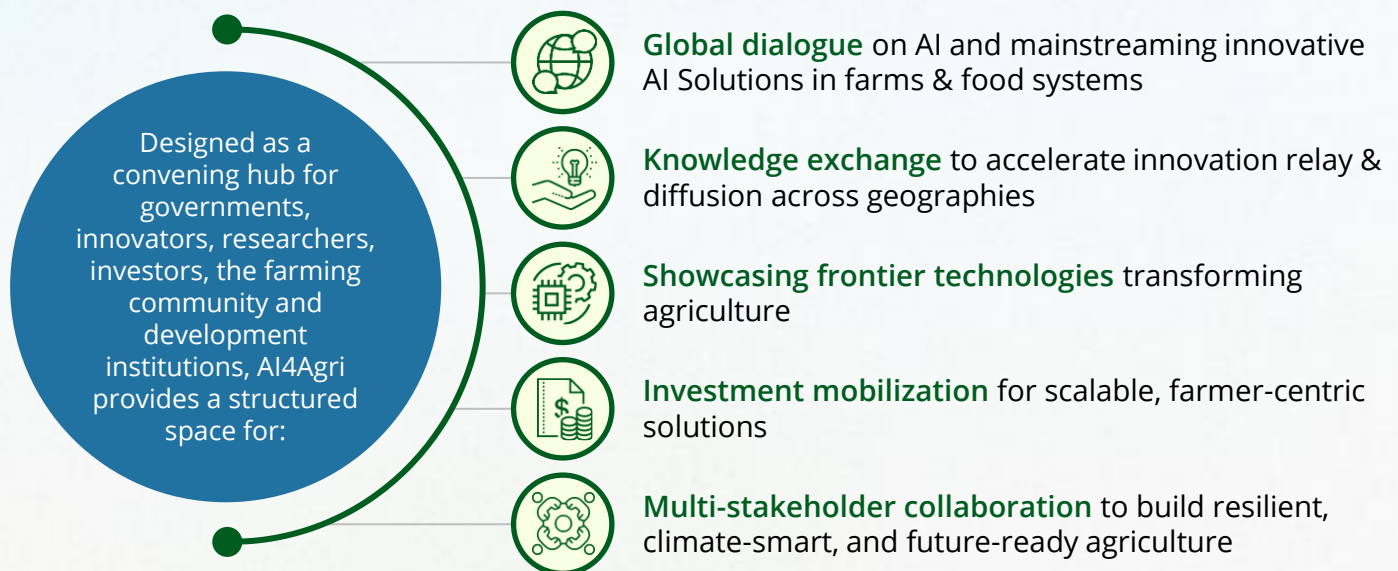 Designed as a
convening hub for
governments,
innovators, researchers,
investors, the farming
community and
development
institutions, AI4Agri
provides a structured
space for:
Global dialogue on AI and mainstreaming innovative
AI Solutions in farms & food systems
Knowledge exchange to accelerate innovation relay &
diffusion across geographies
Showcasing frontier technologies transforming
agriculture
$
Investment mobilization for scalable, farmer-centric
solutions
Multi-stakeholder collaboration to build resilient,
climate-smart, and future-ready agriculture